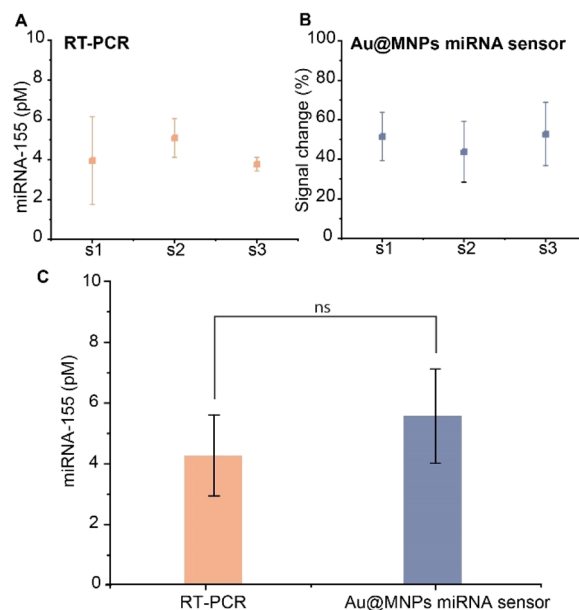 A
RT-PCR
miRNA-155 (pM)
10
8
6
4
2
0
s1
s2
s3
B
Au@MNPs miRNA sensor
Signal change (%)
100
80
60
40
20
0
s1
s2
s3
C
miRNA-155 (pM)
10
8
6
4
2
0
ns
RT-PCR
Au@MNPs miRNA sensor